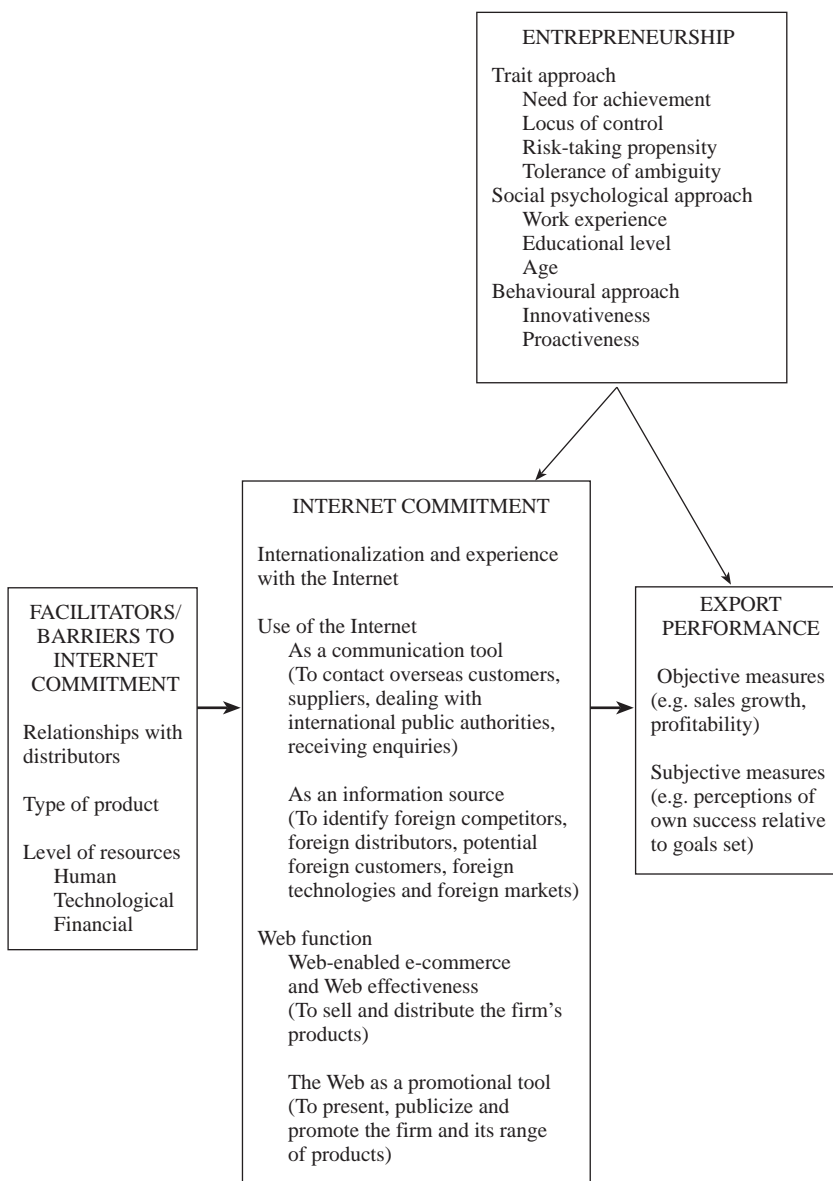 ENTREPRENEURSHIP
Trait approach
Need for achievement
Locus of control
Risk-taking propensity
Tolerance of ambiguity
Social psychological approach
Work experience
Educational level
Age
Behavioural approach
Innovativeness
Proactiveness
FACILITATORS/
BARRIERS TO
INTERNET
COMMITMENT
Relationships with
distributors
Type of product
Level of resources
Human
Technological
Financial
INTERNET COMMITMENT
Internationalization and experience
with the Internet
Use of the Internet
As a communication tool
(To contact overseas customers,
suppliers, dealing with
international public authorities,
receiving enquiries)
As an information source
(To identify foreign competitors,
foreign distributors, potential
foreign customers, foreign
technologies and foreign markets)
Web function
Web-enabled e-commerce
and Web effectiveness
(To sell and distribute the firm’s
products)
The Web as a promotional tool
(To present, publicize and
promote the firm and its range
of products)
EXPORT
PERFORMANCE
Objective measures
(e.g. sales growth,
profitability)
Subjective measures
(e.g. perceptions of
own success relative
to goals set)